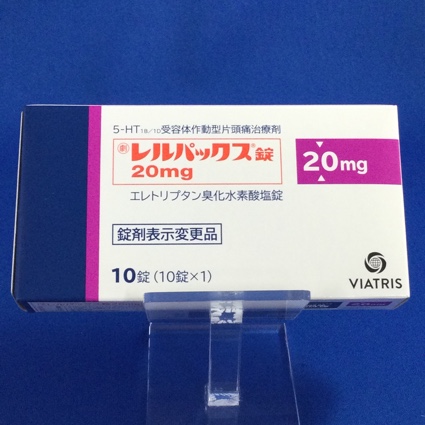 5-HT1B/1D受容体作動型片頭痛治療剤
劇 レルパックス®錠
20mg
20mg
エレトリプタン臭化水素酸塩錠
錠剤表示変更品
10錠(10錠×1)
VIATRIS